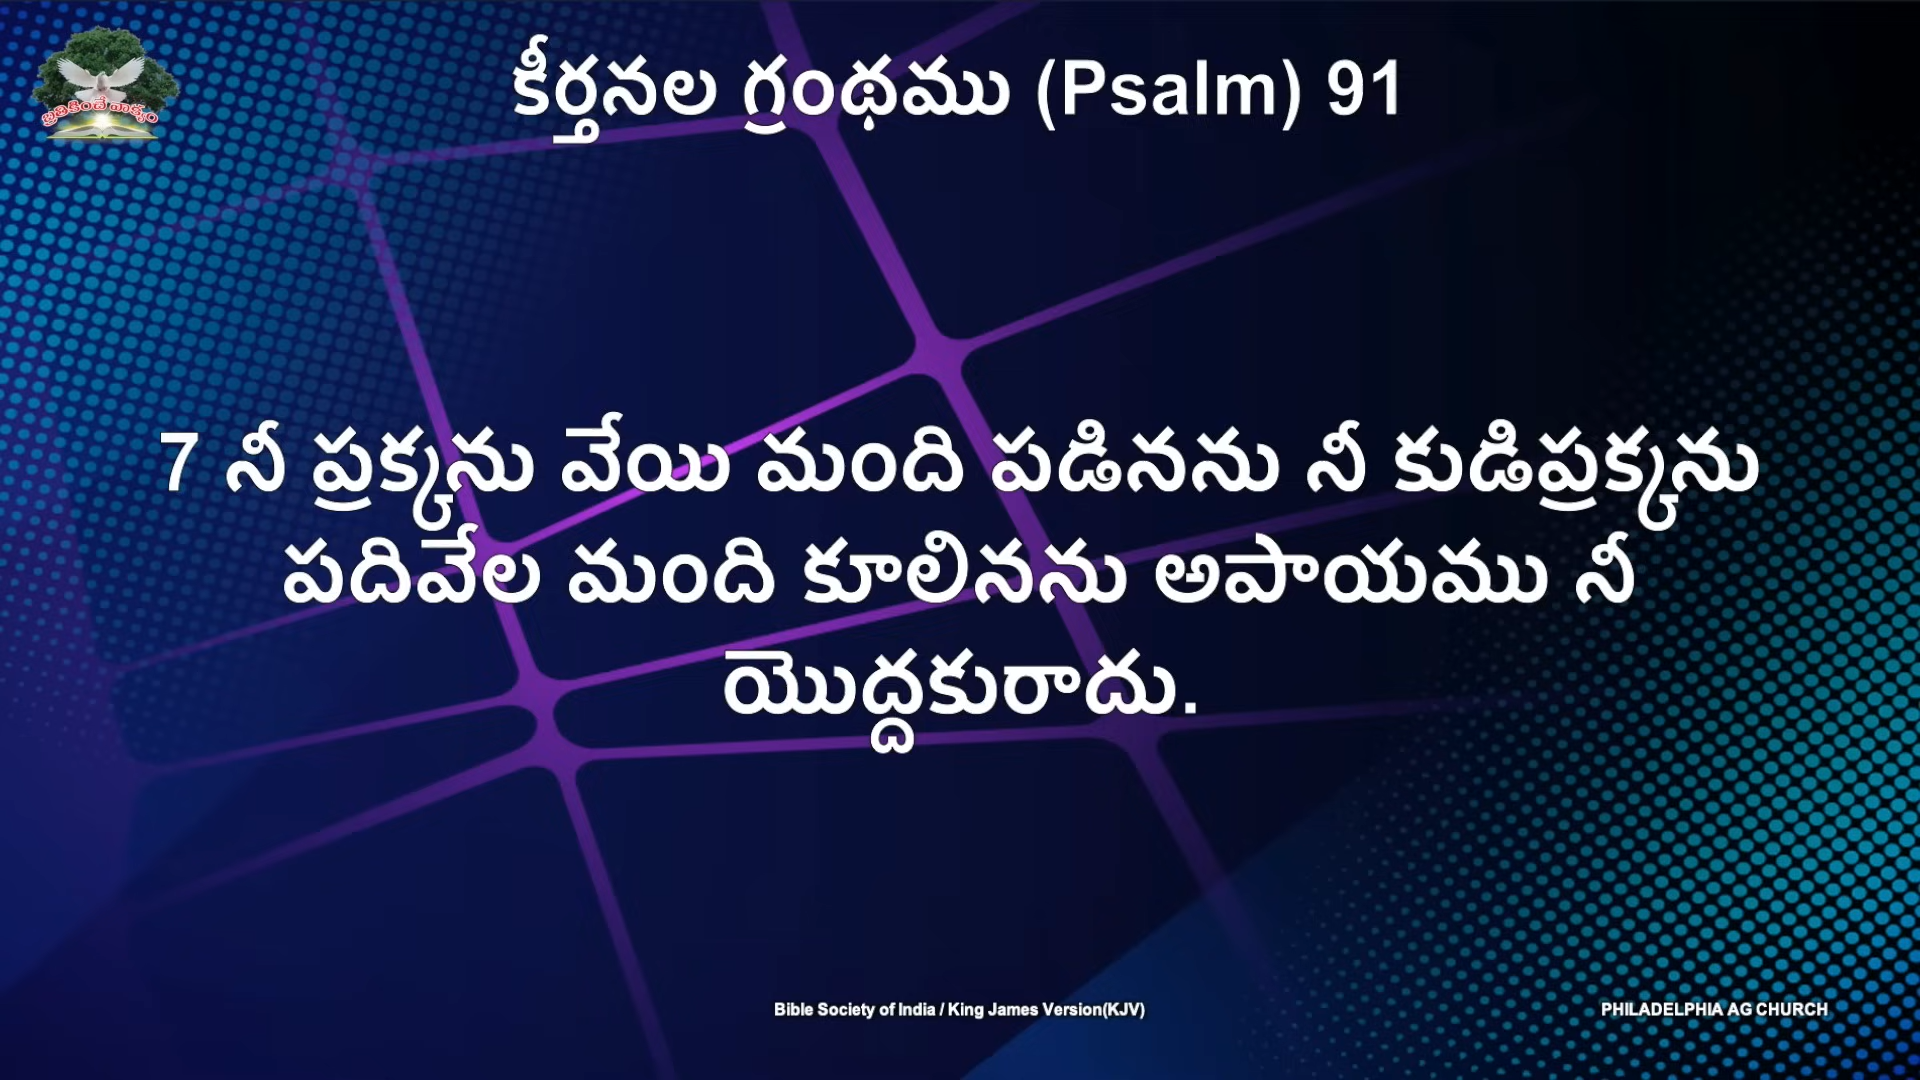 బ్రతికించే వాక్యం
కీర్తనల గ్రంథము (Psalm) 91
7 నీ ప్రక్కను వేయి మంది పడినను నీ కుడిప్రక్కను
పదివేల మంది కూలినను అపాయము నీ
యొద్దకురాదు.
Bible Society of India / King James Version(KJV)
PHILADELPHIA AG CHURCH